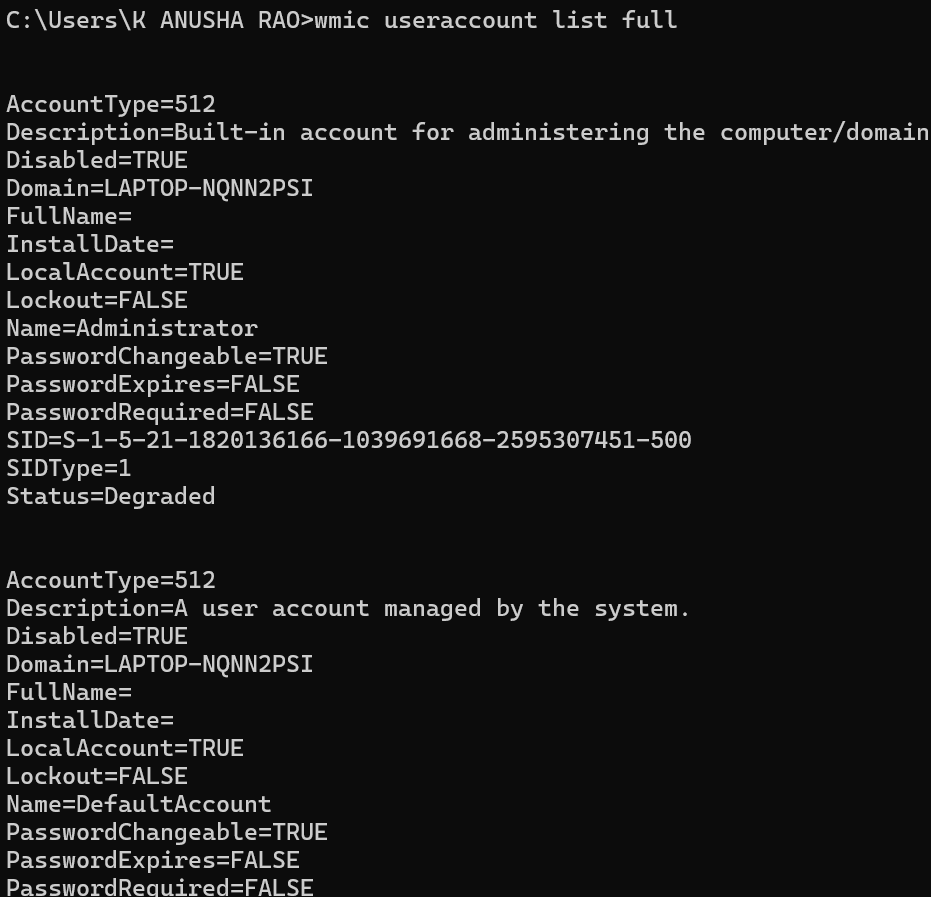 C:\Users\K ANUSHA RAO>wmic useraccount list full
AccountType=512
Description=Built-in account for administering the computer/domain
Disabled=TRUE
Domain=LAPTOP-NQNN2PSI
FullName=
InstallDate=
LocalAccount=TRUE
Lockout=FALSE
Name=Administrator
PasswordChangeable=TRUE
PasswordExpires=FALSE
PasswordRequired=FALSE
SID=S-1-5-21-1820136166-1039691668-2595307451-500
SIDType=1
Status=Degraded
AccountType=512
Description=A user account managed by the system.
Disabled=TRUE
Domain=LAPTOP-NQNN2PSI
FullName=
InstallDate=
LocalAccount=TRUE
Lockout=FALSE
Name=DefaultAccount
PasswordChangeable=TRUE
PasswordExpires=FALSE
PasswordRequired=FALSE